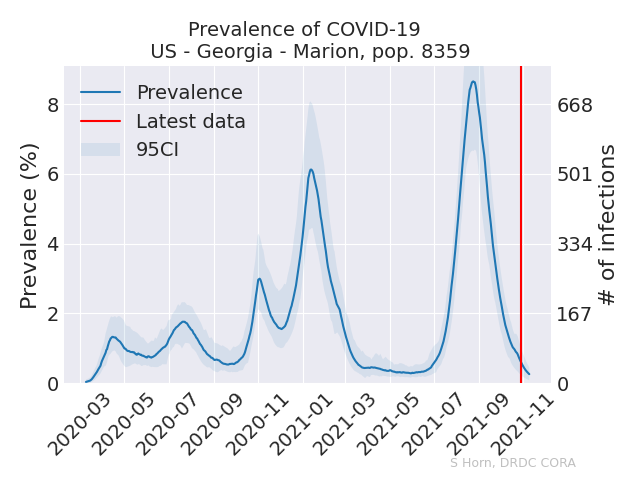 Prevalence of COVID-19
US - Georgia - Marion, pop. 8359
Prevalence
Latest data
95CI
Prevalence (%)
8
6
4
2
0
668
501
334
167
0
# of infections
2020-03
2020-05
2020-07
2020-09
2020-11
2021-01
2021-03
2021-05
2021-07
2021-09
2021-11
S Horn, DRDC CORA